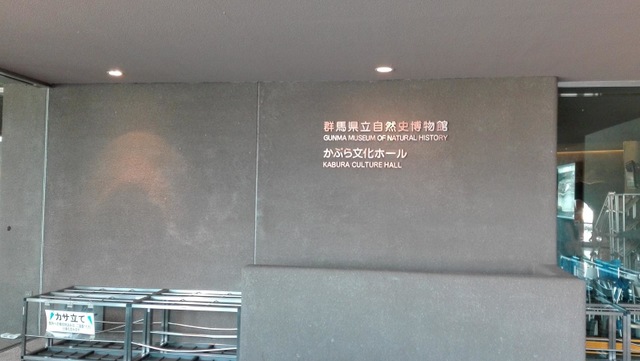 群馬県立自然史博物館
GUNMA MUSEUM OF NATURAL HISTORY
かぶら文化ホール
KABURA CULTURE HALL
カサ立て